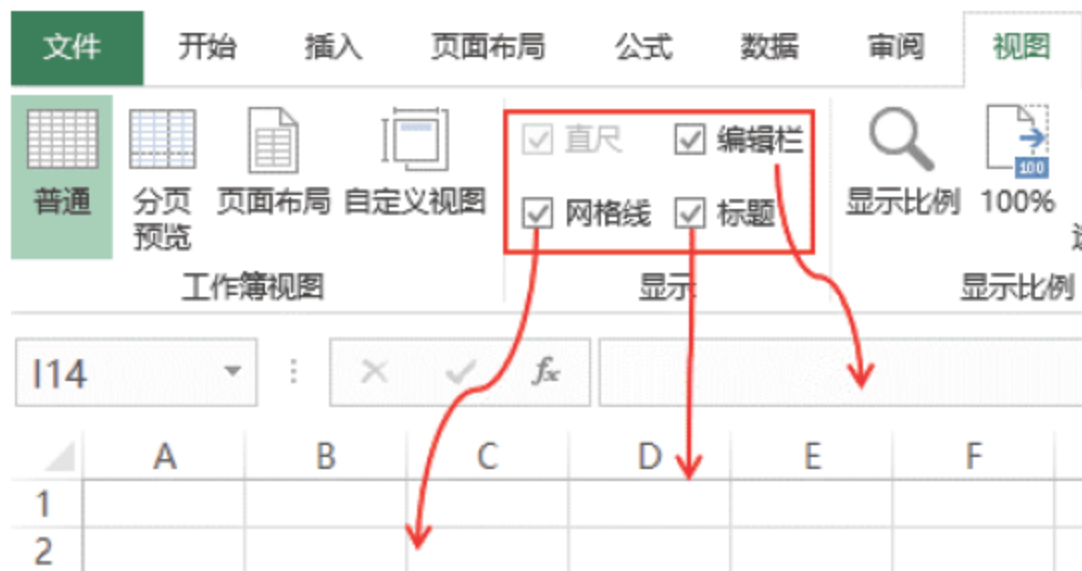 文件 开始 插入 页面布局 公式 数据 审阅 视图
普通 分页预览 页面布局 自定义视图
直尺 编辑栏
网格线 标题
显示比例 100%
100
工作簿视图 显示 显示比例
I14 fx
A B C D E F
1
2